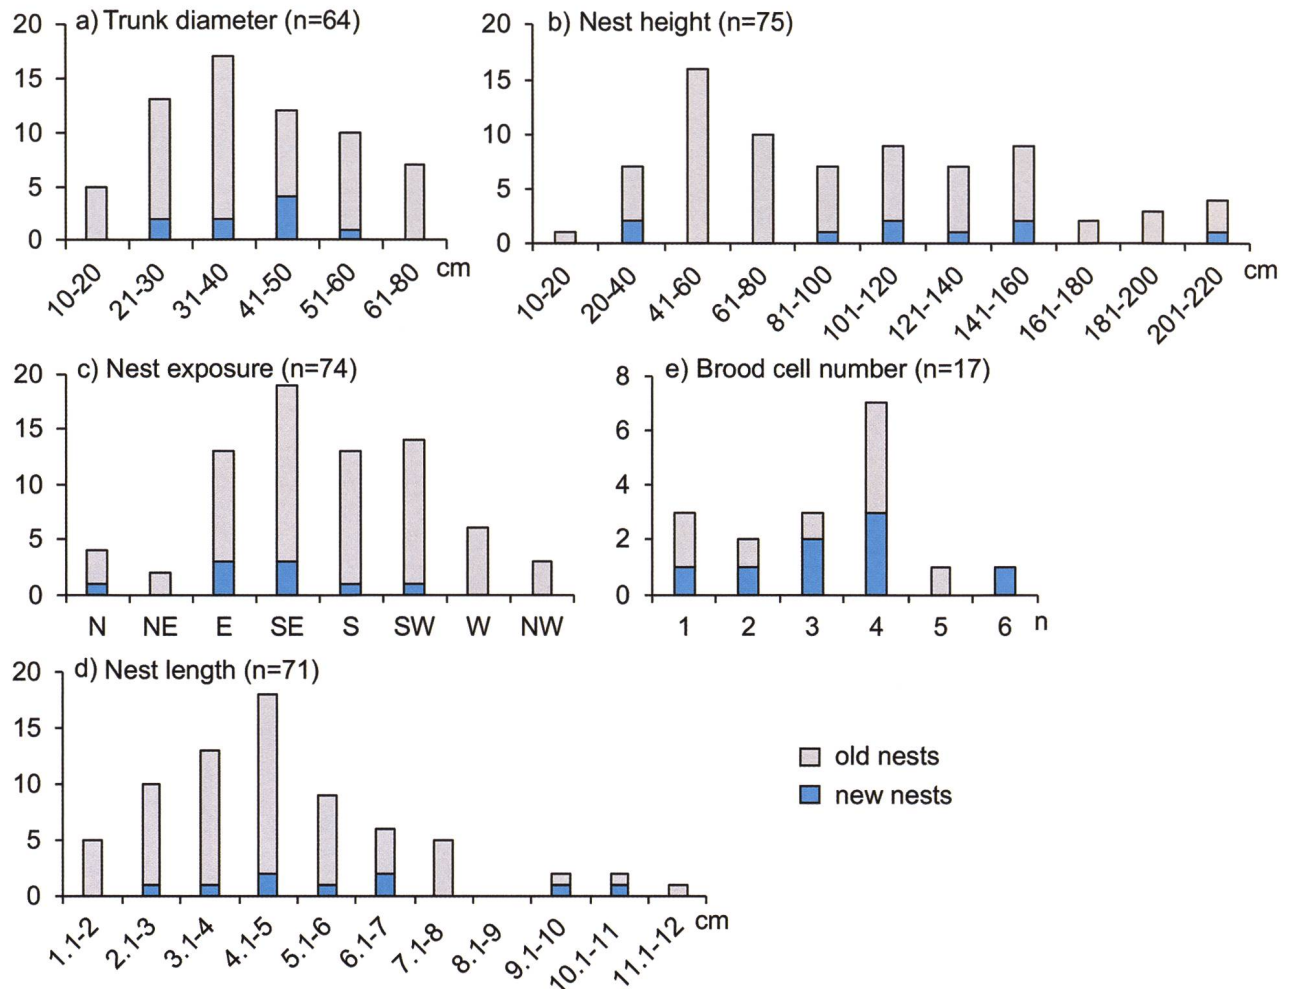 a) Trunk diameter (n=64)
20
15
10
5
0
10-20 21-30 31-40 41-50 51-60 61-80 cm
b) Nest height (n=75)
20
15
10
5
0
10-20 20-40 41-60 61-80 81-100 101-120 121-140 141-160 161-180 181-200 201-220 cm
c) Nest exposure (n=74)
20
15
10
5
0
N NE E SE S SW W NW
e) Brood cell number (n=17)
8
6
4
2
0
1 2 3 4 5 6 n
d) Nest length (n=71)
20
15
10
5
0
1.1-2 2.1-3 3.1-4 4.1-5 5.1-6 6.1-7 7.1-8 8.1-9 9.1-10 10.1-11 11.1-12 cm
old nests
new nests